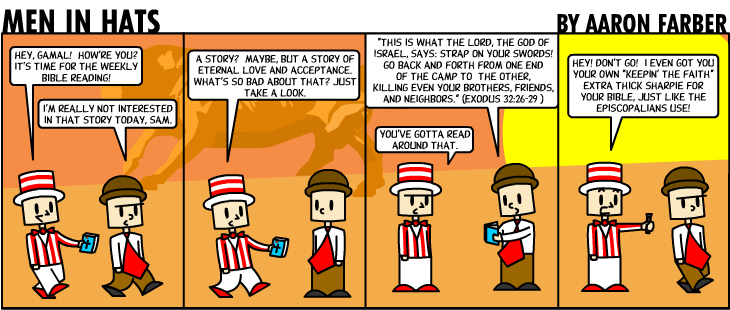 MEN IN HATS
BY AARON FARBER
HEY, GAMAL! HOW'RE YOU?
IT'S TIME FOR THE WEEKLY
BIBLE READING!
I'M REALLY NOT INTERESTED
IN THAT STORY TODAY, SAM.
A STORY? MAYBE, BUT A STORY OF
ETERNAL LOVE AND ACCEPTANCE.
WHAT'S SO BAD ABOUT THAT? JUST
TAKE A LOOK.
"THIS IS WHAT THE LORD, THE GOD OF
ISRAEL, SAYS: STRAP ON YOUR SWORDS!
GO BACK AND FORTH FROM ONE END
OF THE CAMP TO THE OTHER,
KILLING EVEN YOUR BROTHERS, FRIENDS,
AND NEIGHBORS." (EXODUS 32:26-29 )
YOU'VE GOTTA READ
AROUND THAT.
HEY! DON'T GO! I EVEN GOT YOU
YOUR OWN "KEEPIN' THE FAITH"
EXTRA THICK SHARPIE FOR
YOUR BIBLE, JUST LIKE THE
EPISCOPALIANS USE!